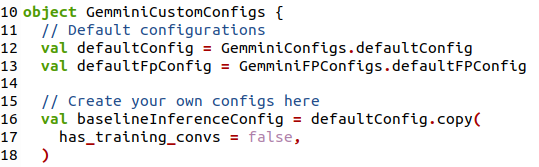 10 object GemminiCustomConfigs {
11   // Default configurations
12   val defaultConfig = GemminiConfigs.defaultConfig
13   val defaultFpConfig = GemminiFPConfigs.defaultFPConfig
14
15   // Create your own configs here
16   val baselineInferenceConfig = defaultConfig.copy(
17     has_training_convs = false,
18   )